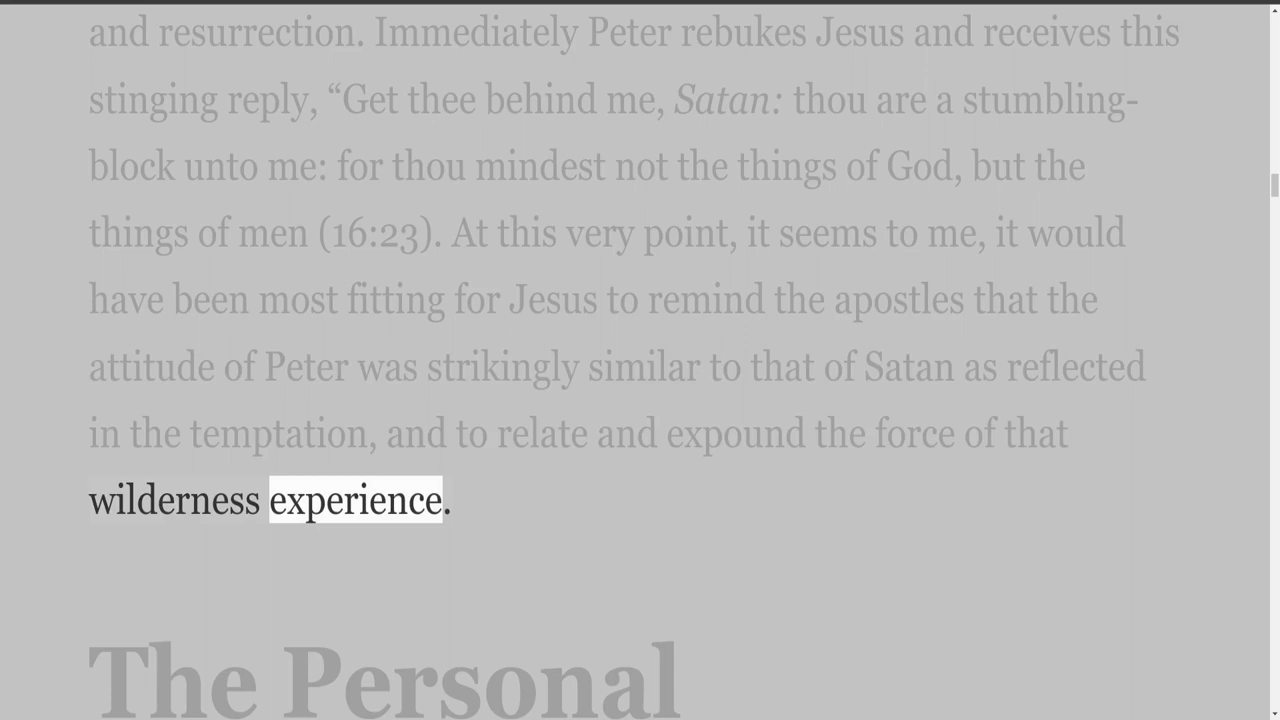 and resurrection. Immediately Peter rebukes Jesus and receives this
stinging reply, “Get thee behind me, Satan: thou are a stumbling-
block unto me: for thou mindest not the things of God, but the
things of men (16:23). At this very point, it seems to me, it would
have been most fitting for Jesus to remind the apostles that the
attitude of Peter was strikingly similar to that of Satan as reflected
in the temptation, and to relate and expound the force of that
wilderness experience.
The Personal